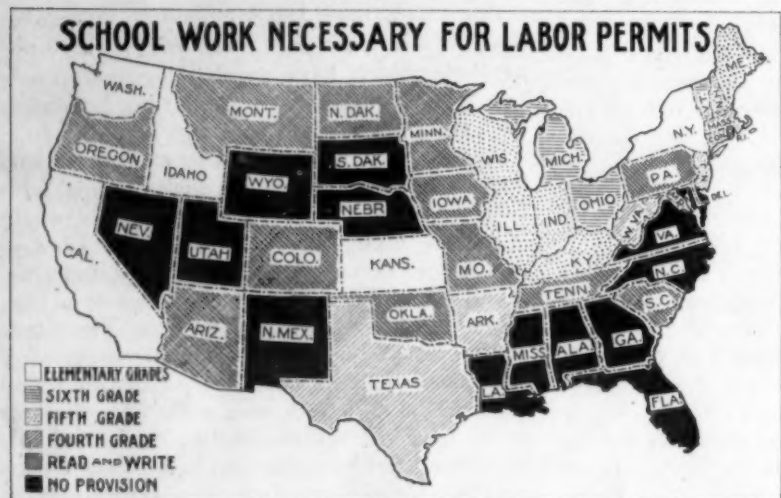 SCHOOL WORK NECESSARY FOR LABOR PERMITS
WASH.
MONT.
N. DAK.
MINN.
ME.
VT.
N.H.
N.Y.
R.I.
OREGON
IDAHO
WYO.
S. DAK.
WIS.
MICH.
IOWA
NEBR.
PA.
N.J.
NEV.
UTAH
COLO.
ILL.
IND.
OHIO
DEL.
W.VA.
VA.
CAL.
KANS.
MO.
KY.
N.C.
TENN.
ARIZ.
N.MEX.
OKLA.
ARK.
S.C.
MISS.
ALA.
GA.
TEXAS
LA.
FLA.
ELEMENTARY GRADES
SIXTH GRADE
FIFTH GRADE
FOURTH GRADE
READ AND WRITE
NO PROVISION